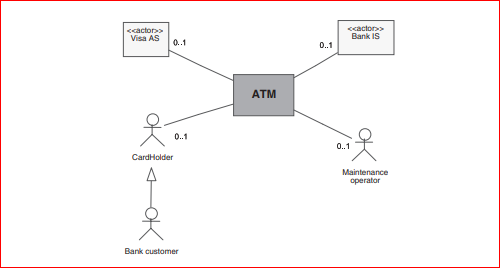 <<actor>>
Visa AS
0..1
<<actor>>
Bank IS
0..1
ATM
0..1
CardHolder
0..1
Maintenance
operator
Bank customer